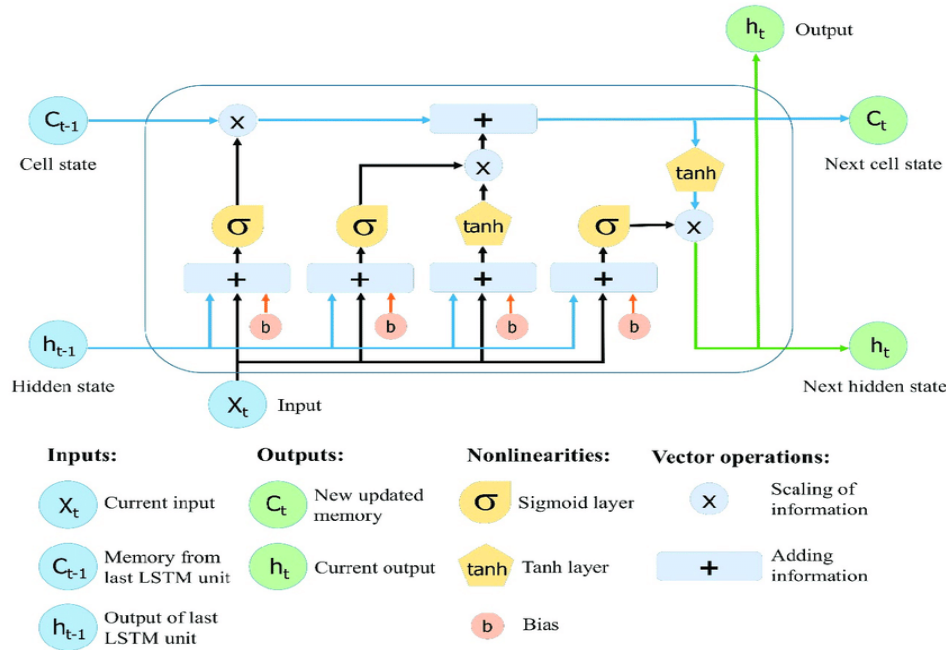 ht Output
Ct-1 x + Ct
Cell state Next cell state
tanh
x
σ σ tanh σ x
+ + + +
b b b b
ht-1 ht
Hidden state Next hidden state
Xt Input
Inputs: Outputs: Nonlinearities: Vector operations:
Xt Current input
Ct-1 Memory from
last LSTM unit
ht-1 Output of last
LSTM unit
Ct New updated
memory
ht Current output
σ Sigmoid layer
tanh Tanh layer
b Bias
x Scaling of
information
+ Adding
information